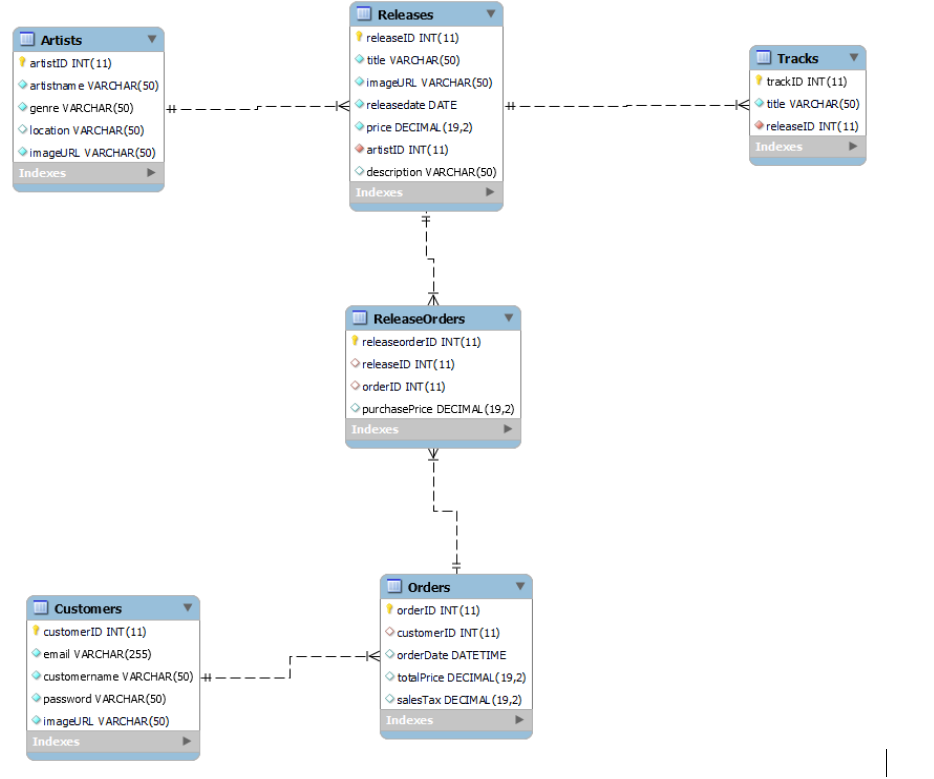 Artists
artistID INT(11)
artistname VARCHAR(50)
genre VARCHAR(50)
location VARCHAR(50)
imageURL VARCHAR(50)
Indexes
Releases
releaseID INT(11)
title VARCHAR(50)
imageURL VARCHAR(50)
releasedate DATE
price DECIMAL(19,2)
artistID INT(11)
description VARCHAR(50)
Indexes
Tracks
trackID INT(11)
title VARCHAR(50)
releaseID INT(11)
Indexes
ReleaseOrders
releaseorderID INT(11)
releaseID INT(11)
orderID INT(11)
purchasePrice DECIMAL(19,2)
Indexes
Customers
customerID INT(11)
email VARCHAR(255)
customername VARCHAR(50)
password VARCHAR(50)
imageURL VARCHAR(50)
Indexes
Orders
orderID INT(11)
customerID INT(11)
orderDate DATETIME
totalPrice DECIMAL(19,2)
salesTax DECIMAL(19,2)
Indexes